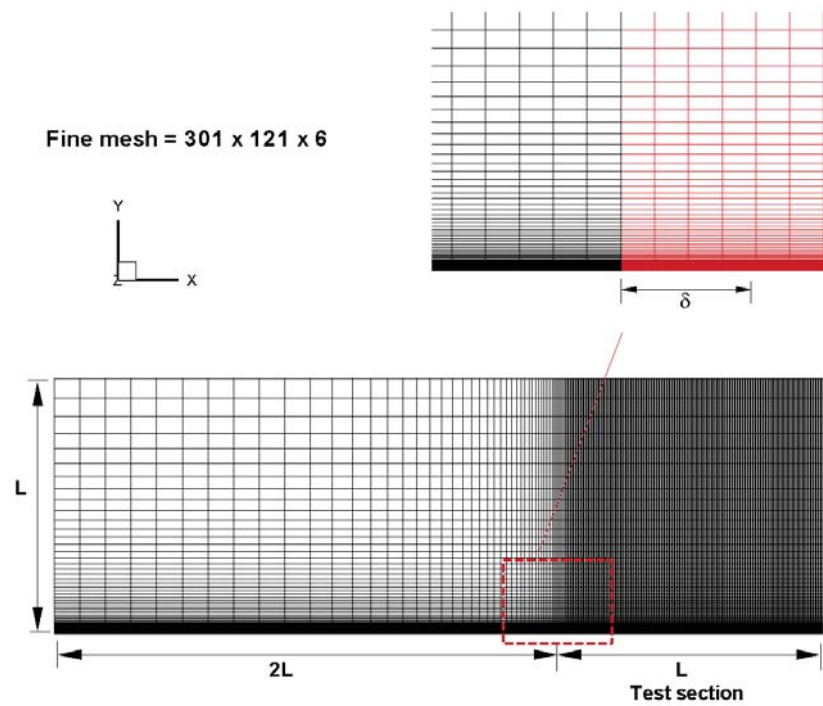 Fine mesh = 301 x 121 x 6
Y
Z
X
δ
L
2L
L
Test section